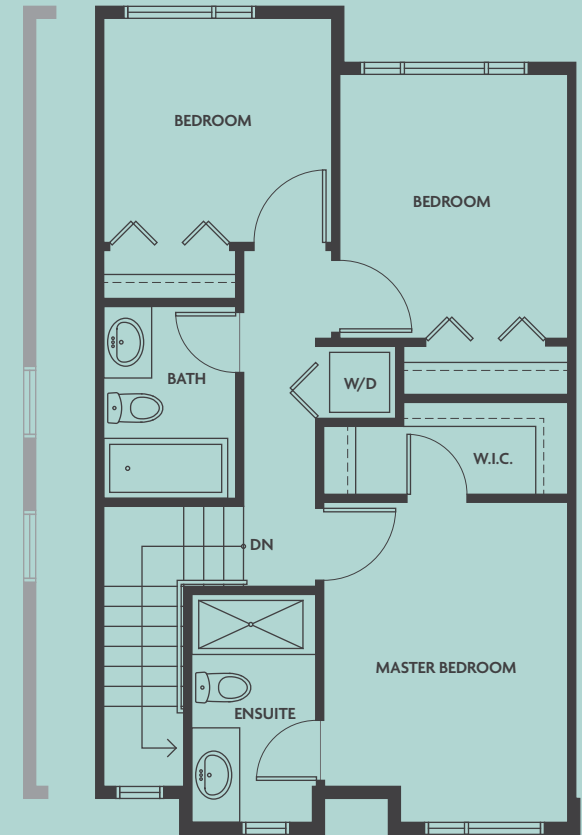 BEDROOM
BEDROOM
BATH
W/D
W.I.C.
DN
MASTER BEDROOM
ENSUITE